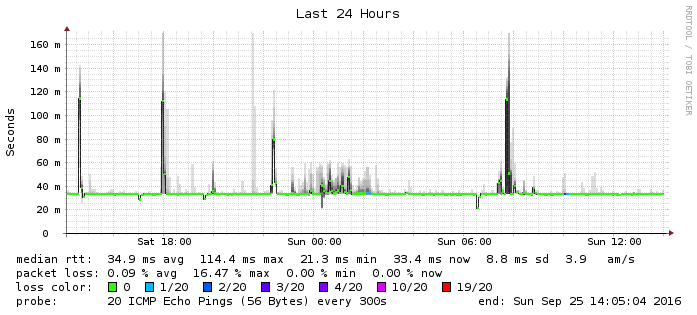 Last 24 Hours
RRDTOOL / TOBI OETIKER
Seconds
160 m
140 m
120 m
100 m
80 m
60 m
40 m
20 m
0
Sat 18:00 Sun 00:00 Sun 06:00 Sun 12:00
median rtt: 34.9 ms avg 114.4 ms max 21.3 ms min 33.4 ms now 8.8 ms sd 3.9 am/s
packet loss: 0.09 % avg 16.47 % max 0.00 % min 0.00 % now
loss color: 0 1/20 2/20 3/20 4/20 10/20 19/20
probe: 20 ICMP Echo Pings (56 Bytes) every 300s end: Sun Sep 25 14:05:04 2016